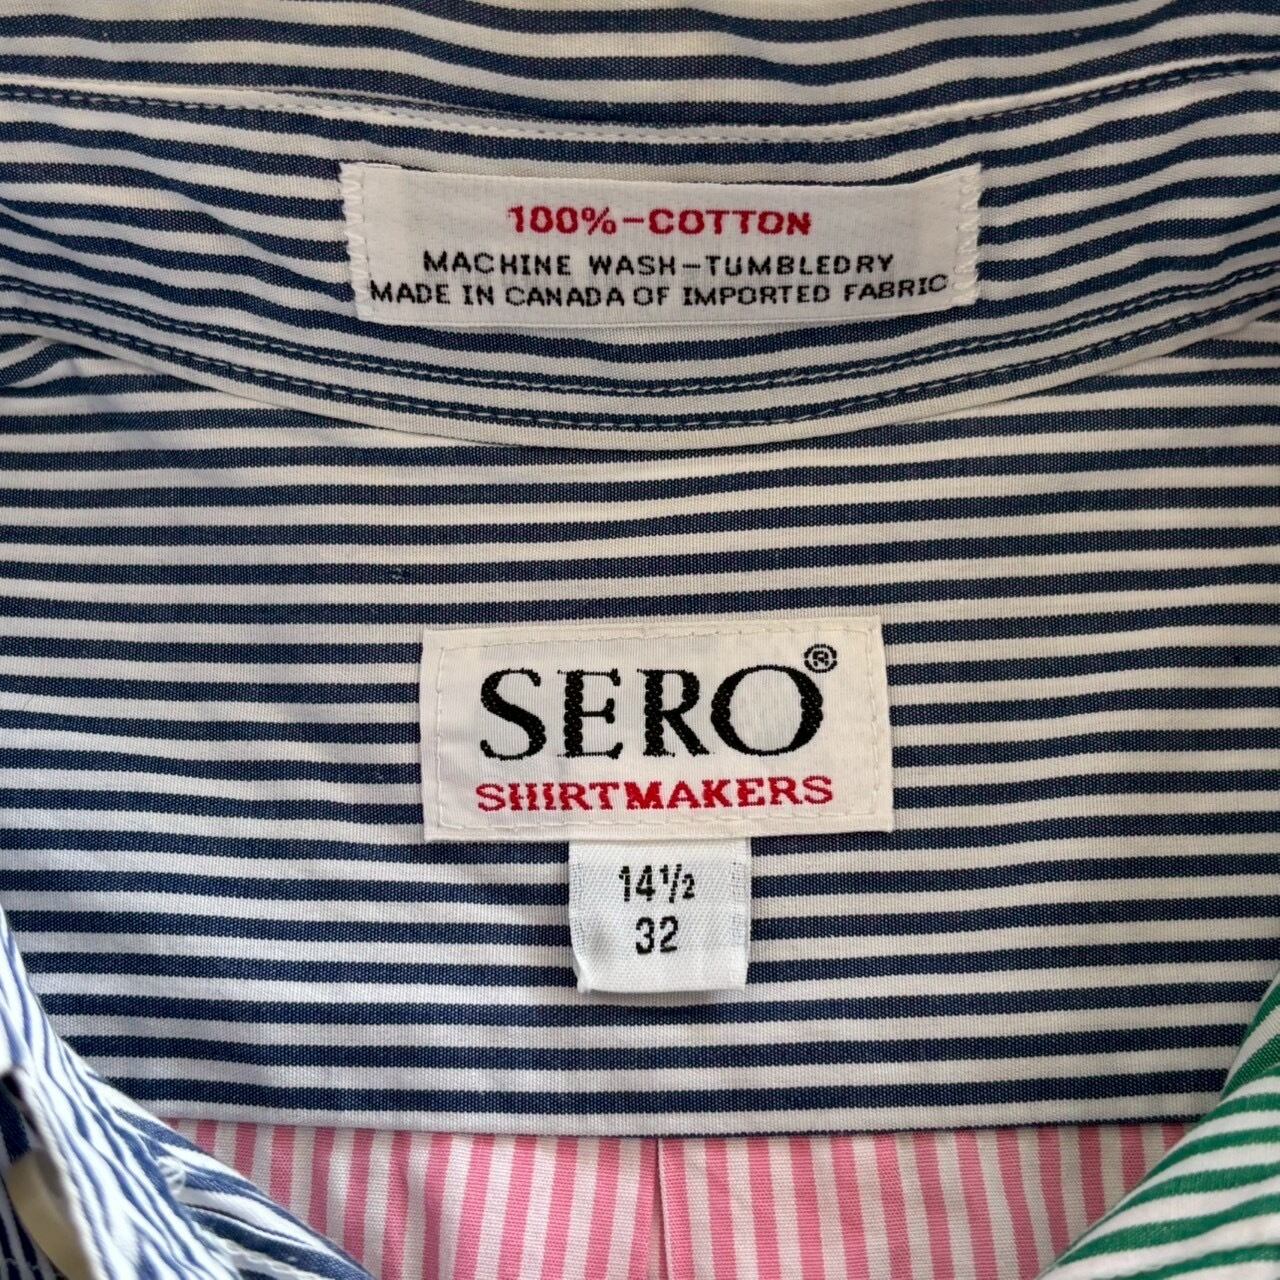 100%-COTTON
MACHINE WASH-TUMBLEDRY
MADE IN CANADA OF IMPORTED FABRIC
SERO®
SHIRTMAKERS
14½
32